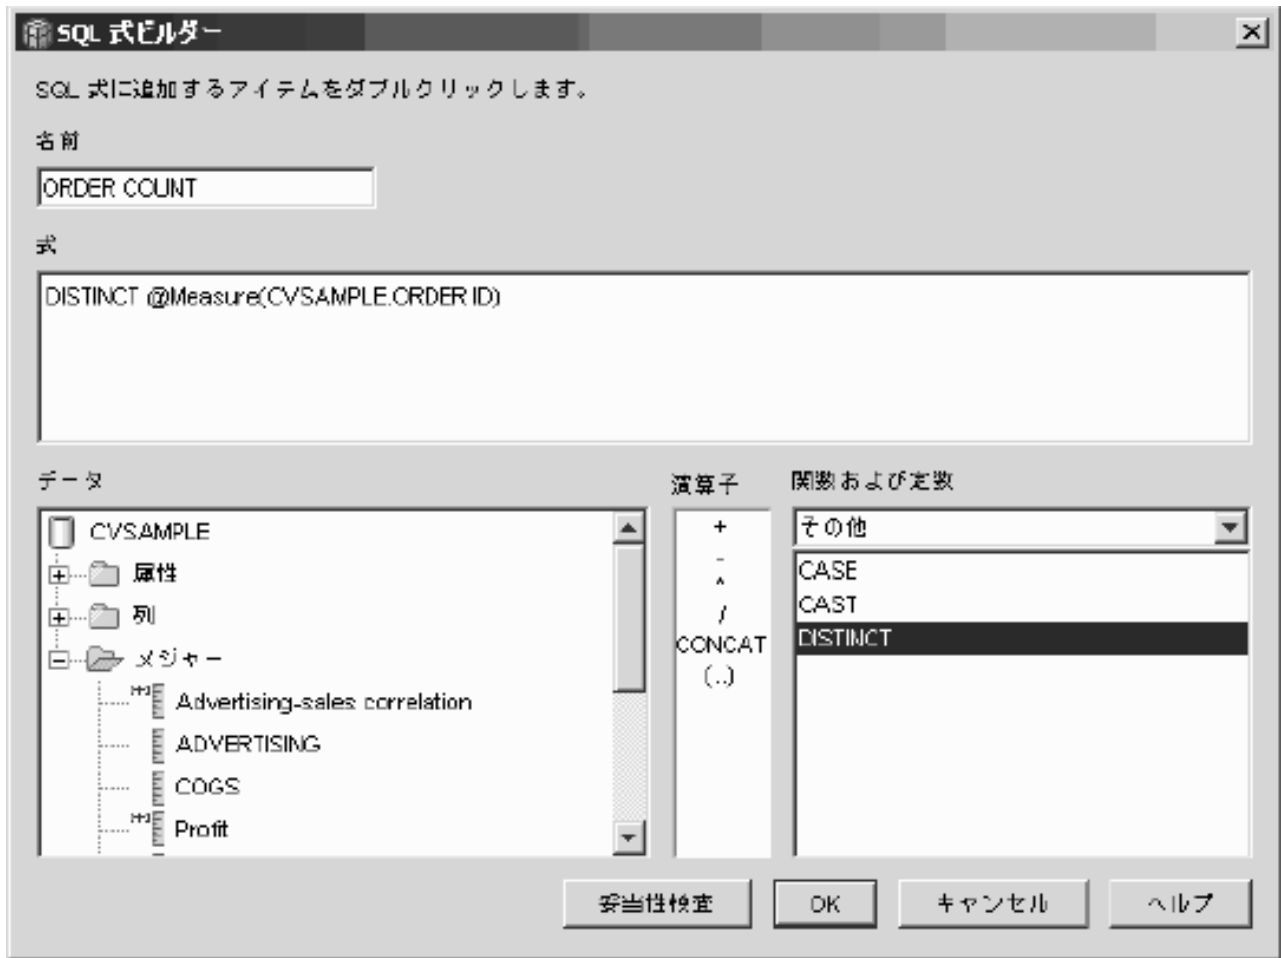 SQL 式ビルダー
SQL 式に追加するアイテムをダブルクリックします。
名前
ORDER COUNT
式
DISTINCT @Measure(CVSAMPLE.ORDER ID)
データ
CVSAMPLE
属性
列
メジャー
Advertising-sales correlation
ADVERTISING
COGS
Profit
演算子
+
-
*
/
CONCAT
(..)
関数および定数
その他
CASE
CAST
DISTINCT
妥当性検査
OK
キャンセル
ヘルプ